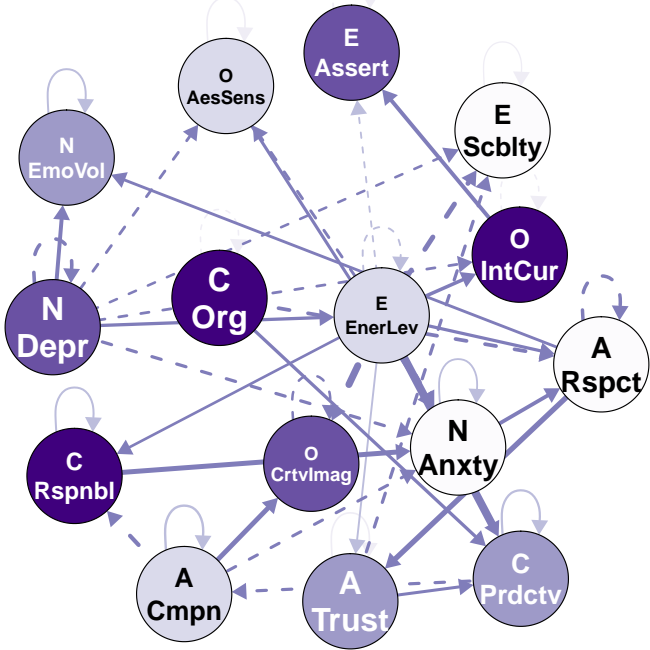 E
Assert
O
AesSens
E
Scblty
N
EmoVol
O
IntCur
C
Org
E
EnerLev
N
Depr
A
Rspct
N
Anxty
O
CrtvImag
C
Rspnbl
C
Prdctv
A
Cmpn
A
Trust